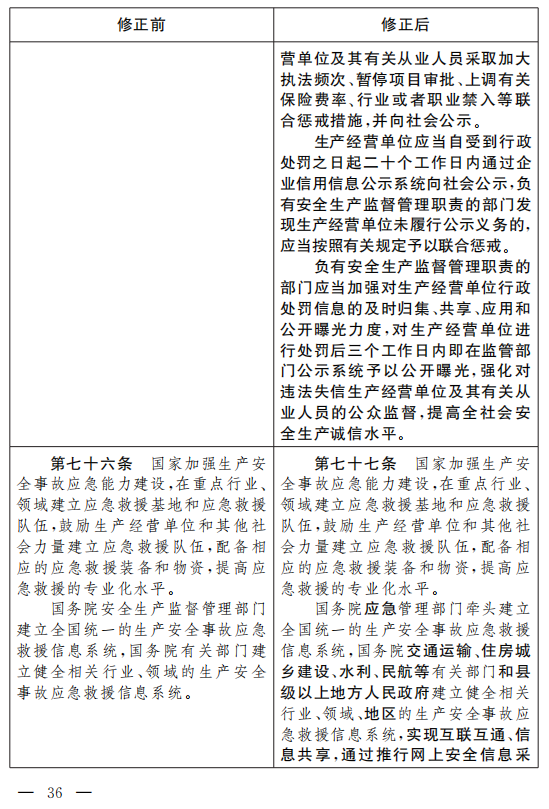 修正前
修正后
营单位及其有关从业人员采取加大
执法频次、暂停项目审批、上调有关
保险费率、行业或者职业禁入等联
合惩戒措施,并向社会公示。
生产经营单位应当自受到行政
处罚之日起二十个工作日内通过企
业信用信息公示系统向社会公示,负
有安全生产监督管理职责的部门发
现生产经营单位未履行公示义务的,
应当按照有关规定予以联合惩戒。
负有安全生产监督管理职责的
部门应当加强对生产经营单位行政
处罚信息的及时归集、共享、应用和
公开曝光力度,对生产经营单位进
行处罚后三个工作日内即在监管部
门公示系统予以公开曝光,强化对
违法失信生产经营单位及其有关从
业人员的公众监督,提高全社会安
全生产诚信水平。
第七十六条 国家加强生产安
全事故应急能力建设,在重点行业、
领域建立应急救援基地和应急救援
队伍,鼓励生产经营单位和其他社
会力量建立应急救援队伍,配备相
应的应急救援装备和物资,提高应
急救援的专业化水平。
国务院安全生产监督管理部门
建立全国统一的生产安全事故应急
救援信息系统,国务院有关部门建
立健全相关行业、领域的生产安全
事故应急救援信息系统。
第七十七条 国家加强生产安
全事故应急能力建设,在重点行业、
领域建立应急救援基地和应急救援
队伍,鼓励生产经营单位和其他社
会力量建立应急救援队伍,配备相
应的应急救援装备和物资,提高应
急救援的专业化水平。
国务院应急管理部门牵头建立
全国统一的生产安全事故应急救
援信息系统,国务院交通运输、住房城
乡建设、水利、民航等有关部门和县
级以上地方人民政府建立健全相关
行业、领域、地区的生产安全事故应
急救援信息系统,实现互联互通、信
息共享,通过推行网上安全信息采
— 36 —